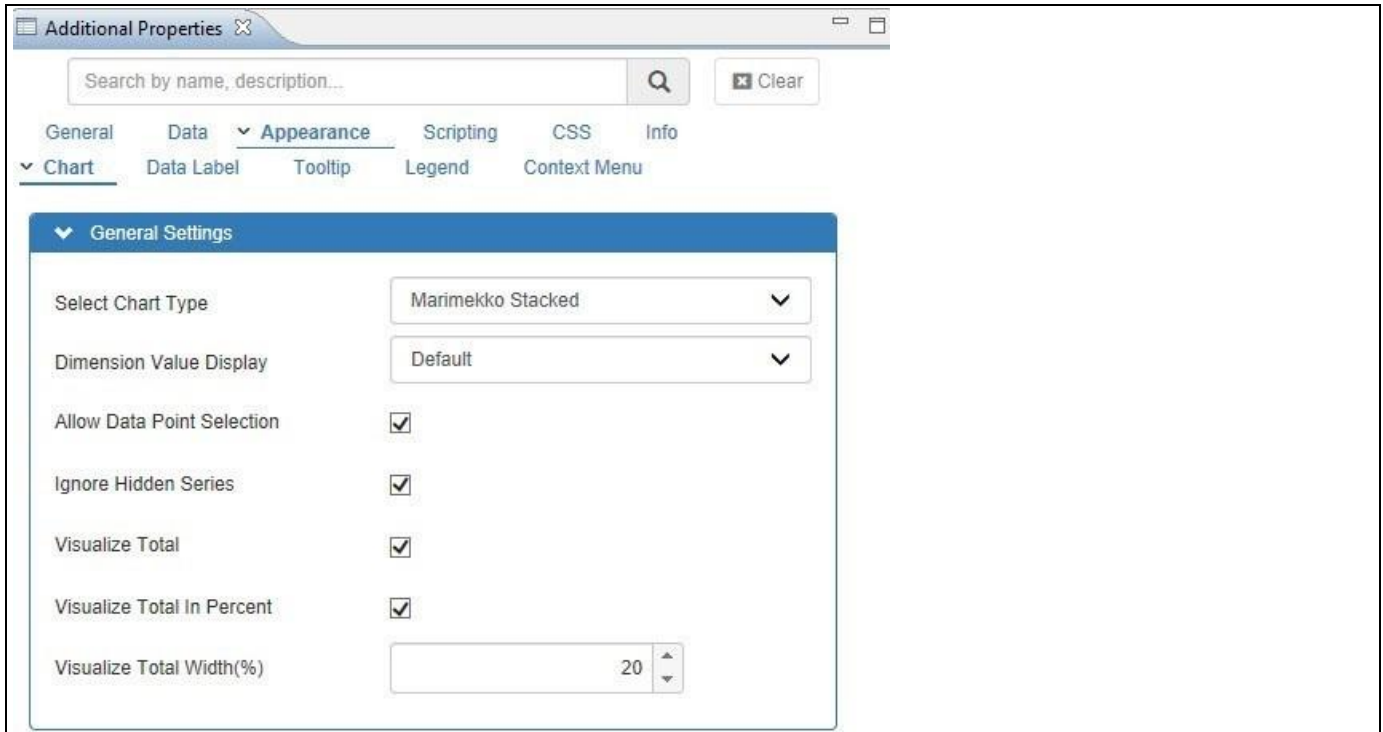 Additional Properties
Search by name, description...
Clear
General Data Appearance Scripting CSS Info
Chart Data Label Tooltip Legend Context Menu
General Settings
Select Chart Type Marimekko Stacked
Dimension Value Display Default
Allow Data Point Selection
Ignore Hidden Series
Visualize Total
Visualize Total In Percent
Visualize Total Width(%) 20